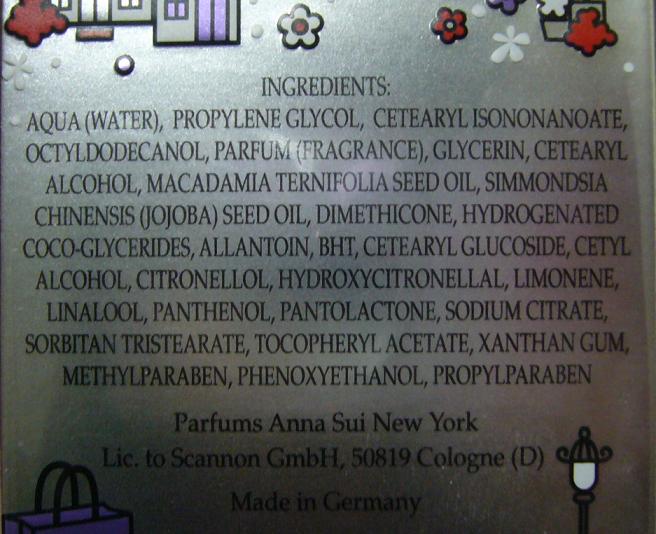 INGREDIENTS:
AQUA (WATER), PROPYLENE GLYCOL, CETEARYL ISONONANOATE,
OCTYLDODECANOL, PARFUM (FRAGRANCE), GLYCERIN, CETEARYL
ALCOHOL, MACADAMIA TERNIFOLIA SEED OIL, SIMMONDSIA
CHINENSIS (JOJOBA) SEED OIL, DIMETHICONE, HYDROGENATED
COCO-GLYCERIDES, ALLANTOIN, BHT, CETEARYL GLUCOSIDE, CETYL
ALCOHOL, CITRONELLOL, HYDROXYCITRONELLAL, LIMONENE,
LINALOOL, PANTHENOL, PANTOLACTONE, SODIUM CITRATE,
SORBITAN TRISTEARATE, TOCOPHERYL ACETATE, XANTHAN GUM,
METHYLPARABEN, PHENOXYETHANOL, PROPYLPARABEN
Parfums Anna Sui New York
Lic. to Scannon GmbH, 50819 Cologne (D)
Made in Germany